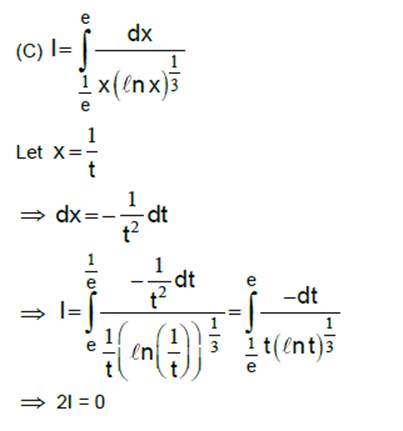 (C) I = ∫_{1/e}^{e} dx / (x(ℓn x)^{1/3})
Let x = 1/t
⇒ dx = −1/t² dt
⇒ I = ∫_{e}^{1/e} (−1/t² dt) / (1/t (ℓn(1/t))^{1/3}) = ∫_{1/e}^{e} −dt / (t(ℓn t)^{1/3})
⇒ 2I = 0